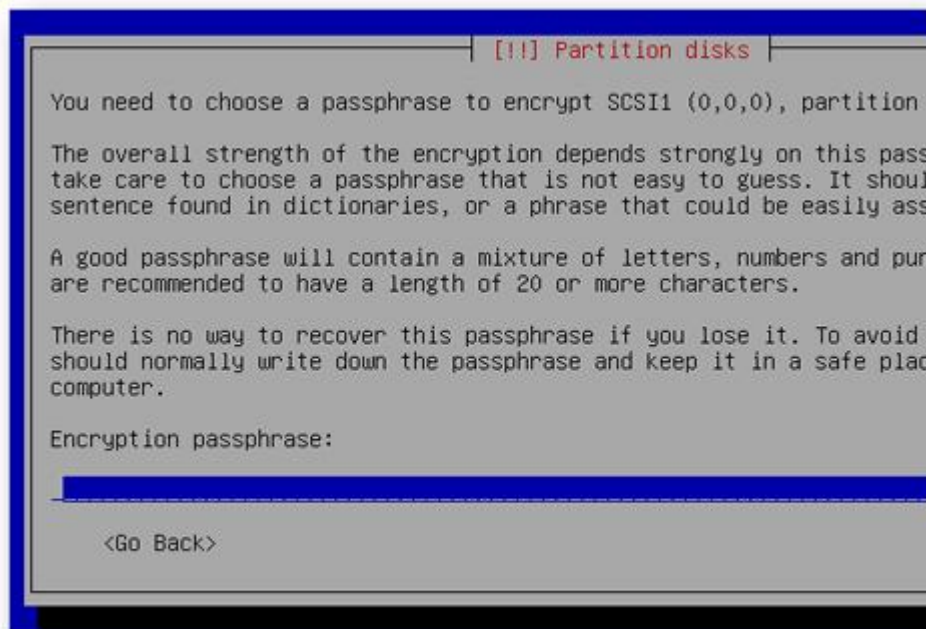 [!!] Partition disks
You need to choose a passphrase to encrypt SCSI1 (0,0,0), partition
The overall strength of the encryption depends strongly on this pass
take care to choose a passphrase that is not easy to guess. It shoul
sentence found in dictionaries, or a phrase that could be easily ass
A good passphrase will contain a mixture of letters, numbers and pun
are recommended to have a length of 20 or more characters.
There is no way to recover this passphrase if you lose it. To avoid
should normally write down the passphrase and keep it in a safe plac
computer.
Encryption passphrase:
<Go Back>